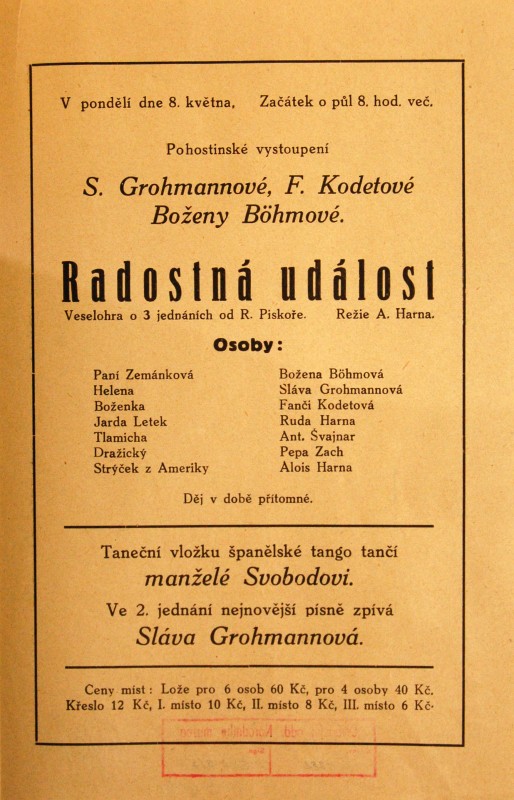 V pondělí dne 8. května. Začátek o půl 8. hod. več.
Pohostinské vystoupení
S. Grohmannové, F. Kodetové
Boženy Böhmové.
Radostná událost
Veselohra o 3 jednáních od R. Piskoře. Režie A. Harna.
Osoby:
Paní Zemánková Božena Böhmová
Helena Sláva Grohmannová
Boženka Fanči Kodetová
Jarda Letek Ruda Harna
Tlamicha Ant. Švajnar
Dražický Pepa Zach
Strýček z Ameriky Alois Harna
Děj v době přítomné.
Taneční vložku španělské tango tančí
manželé Svobodovi.
Ve 2. jednání nejnovější písně zpívá
Sláva Grohmannová.
Ceny míst: Lože pro 6 osob 60 Kč, pro 4 osoby 40 Kč.
Křeslo 12 Kč, I. místo 10 Kč, II. místo 8 Kč, III. místo 6 Kč.